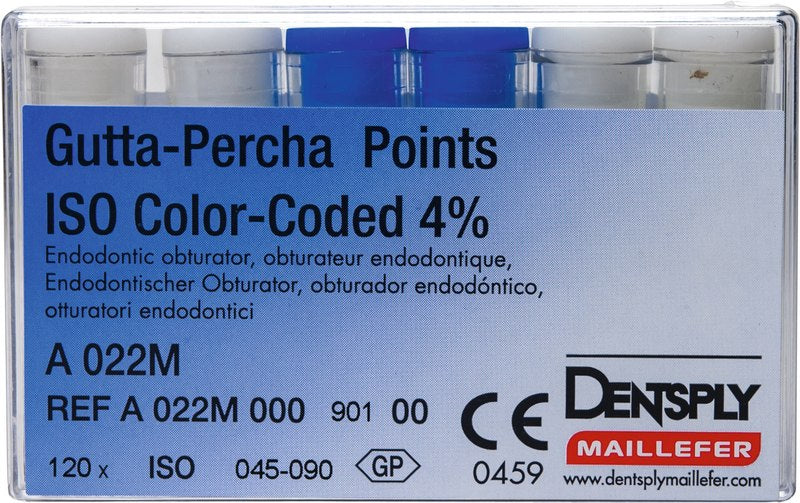 Gutta-Percha Points
ISO Color-Coded 4%
Endodontic obturator, obturateur endodontique,
Endodontischer Obturator, obturador endodóntico,
otturatori endodontici
A 022M
REF A 022M 000 901 00
120 x ISO 045-090 GP
CE
0459
DENTSPLY
MAILLEFER
www.dentsplymaillefer.com